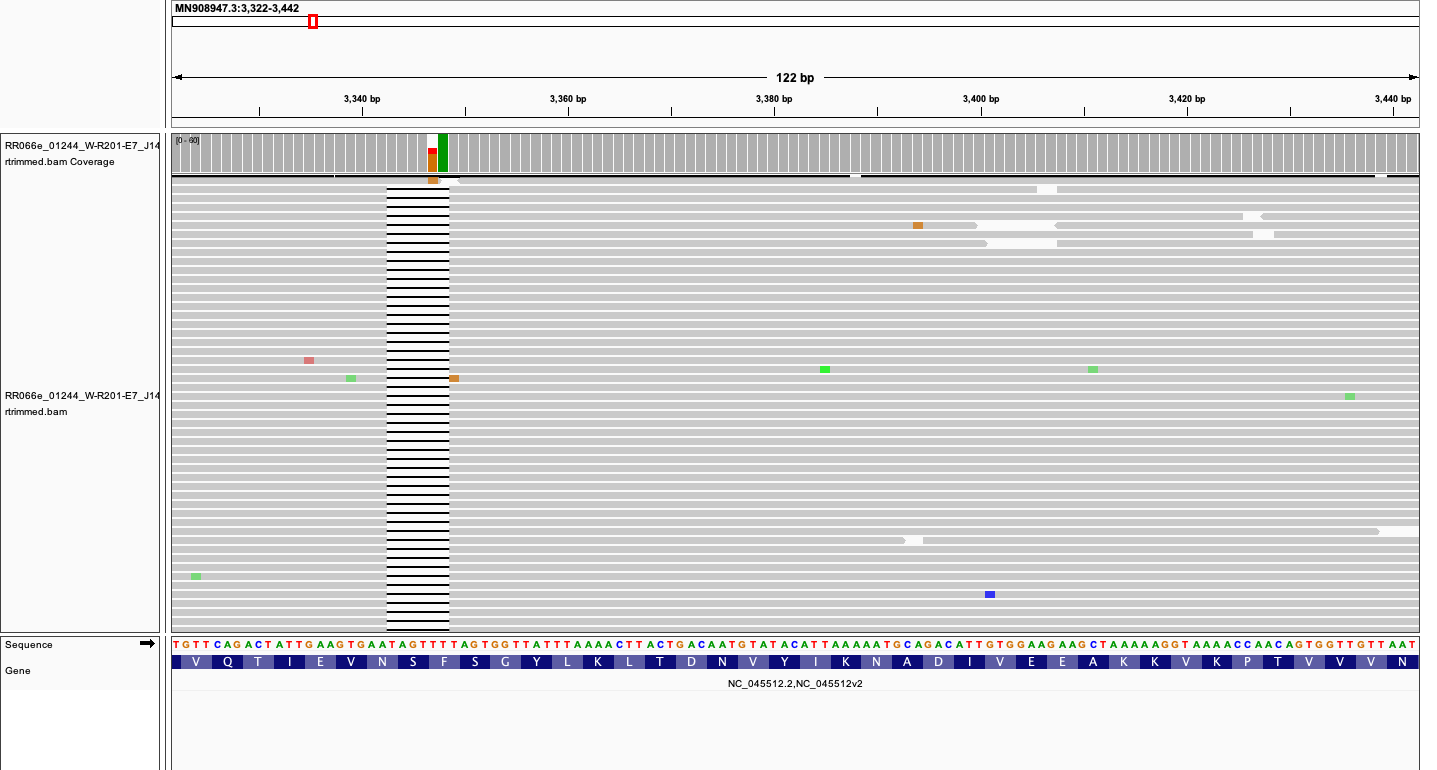 MN908947.3:3,322-3,442
122 bp
3,340 bp 3,360 bp 3,380 bp 3,400 bp 3,420 bp 3,440 bp
RR066e_01244_W-R201-E7_J14
rtrimmed.bam Coverage
[0 - 60]
RR066e_01244_W-R201-E7_J14
rtrimmed.bam
Sequence
T G T T C A G A C T A T T G A A G T G A A T A G T T T T A G T G G T T A T T T A A A A C T T A C T G A C A A T G T A T A C A T T A A A A A T G C A G A C A T T G T G G A A G A A G C T A A A A A G G T A A A A C C A A C A G T G G T T G T T A A T
Gene
V Q T I E V N S F S G Y L K L T D N V Y I K N A D I V E E A K K V K P T V V V N
NC_045512.2,NC_045512v2